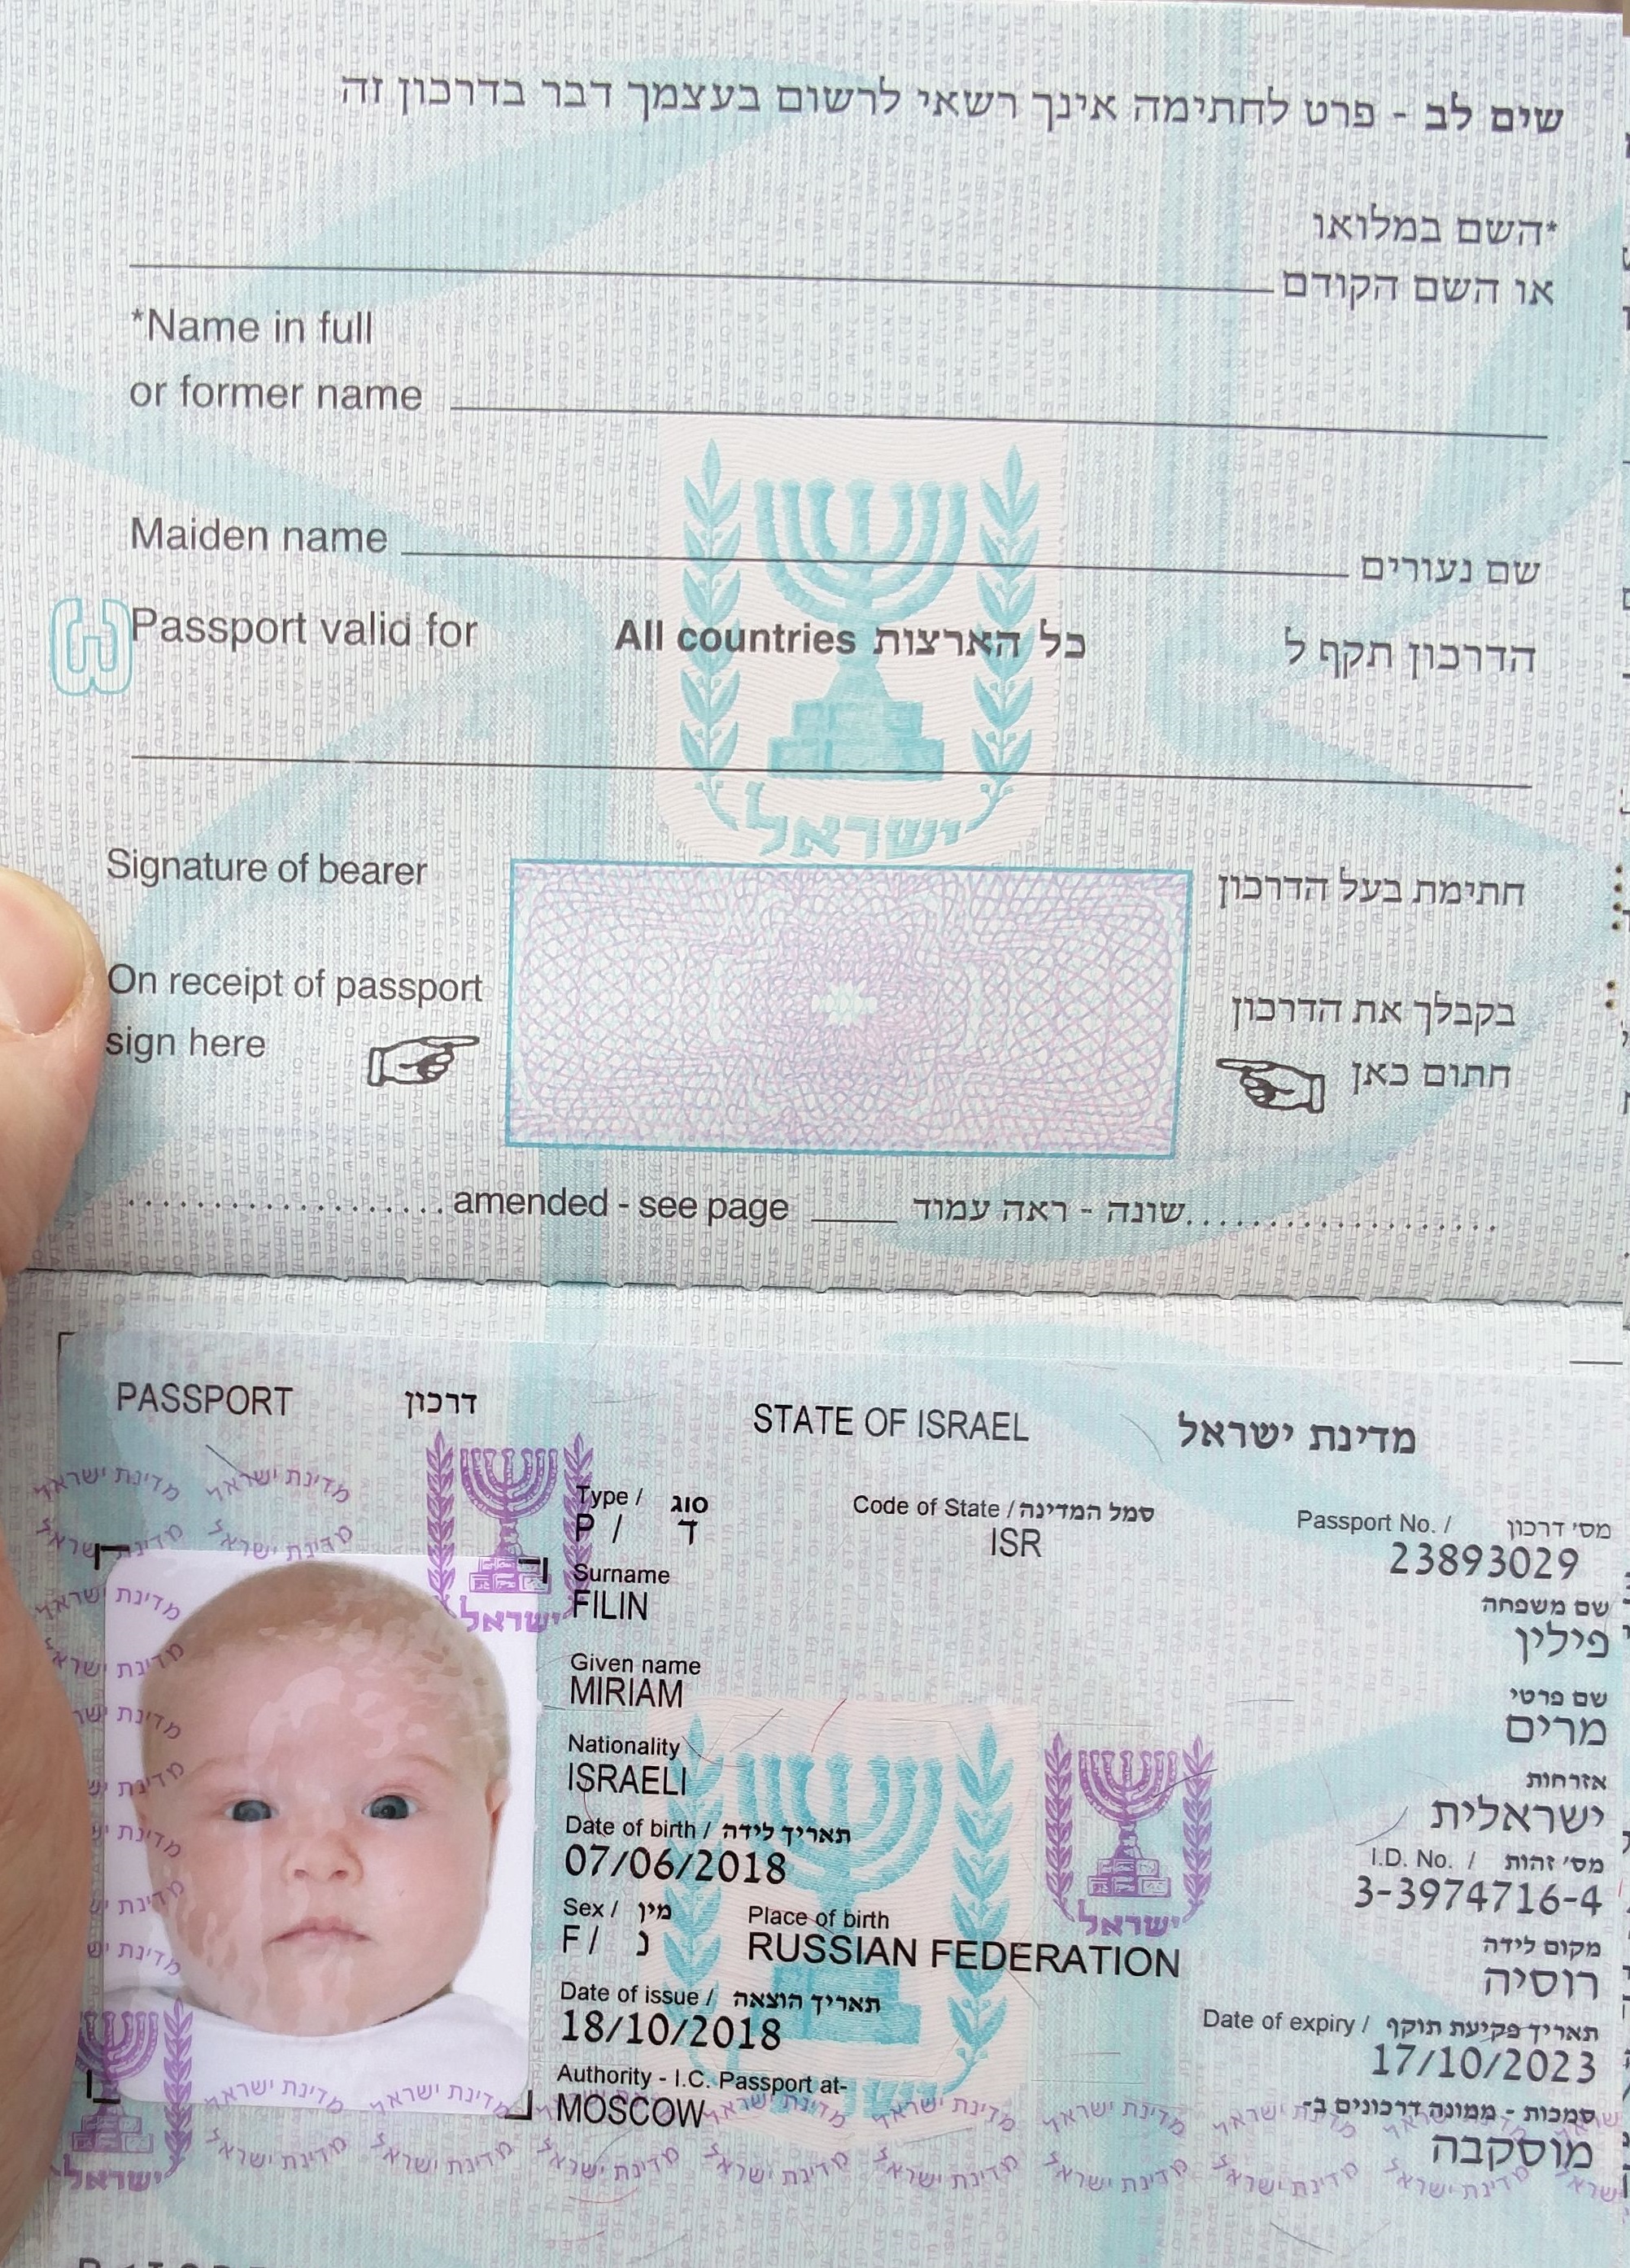 שים לב - פרט לחתימה אינך רשאי לרשום בעצמך דבר בדרכון זה
*השם במלואו
או השם הקודם
*Name in full
or former name
Maiden name שם נעורים
Passport valid for All countries כל הארצות הדרכון תקף ל
ישראל
Signature of bearer חתימת בעל הדרכון
On receipt of passport בקבלך את הדרכון
sign here חתום כאן
amended - see page שונה - ראה עמוד
PASSPORT דרכון STATE OF ISRAEL מדינת ישראל
Type / סוג Code of State / סמל המדינה Passport No. / מס' דרכון
P / ד ISR 23893029
Surname שם משפחה
FILIN פילין
Given name שם פרטי
MIRIAM מרים
Nationality אזרחות
ISRAELI ישראלית
Date of birth / תאריך לידה I.D. No. / מס' זהות
07/06/2018 3-3974716-4
Sex / מין Place of birth מקום לידה
F / נ RUSSIAN FEDERATION רוסיה
Date of issue / תאריך הוצאה Date of expiry / תאריך פקיעת תוקף
18/10/2018 17/10/2023
Authority - I.C. Passport at- סמכות - ממונה דרכונים ב-
MOSCOW מוסקבה